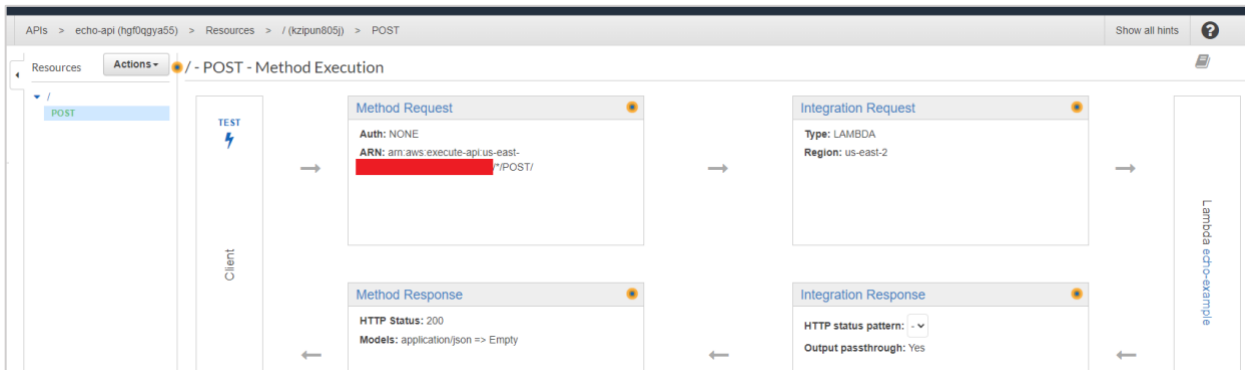 APIs > echo-api (hgf0qgya55) > Resources > / (kzipun805j) > POST
Show all hints
Resources
Actions
/ - POST - Method Execution
/
POST
TEST
Client
Method Request
Auth: NONE
ARN: arn:aws:execute-api:us-east-
/*/POST/
Integration Request
Type: LAMBDA
Region: us-east-2
Lambda echo-example
Method Response
HTTP Status: 200
Models: application/json => Empty
Integration Response
HTTP status pattern: -
Output passthrough: Yes